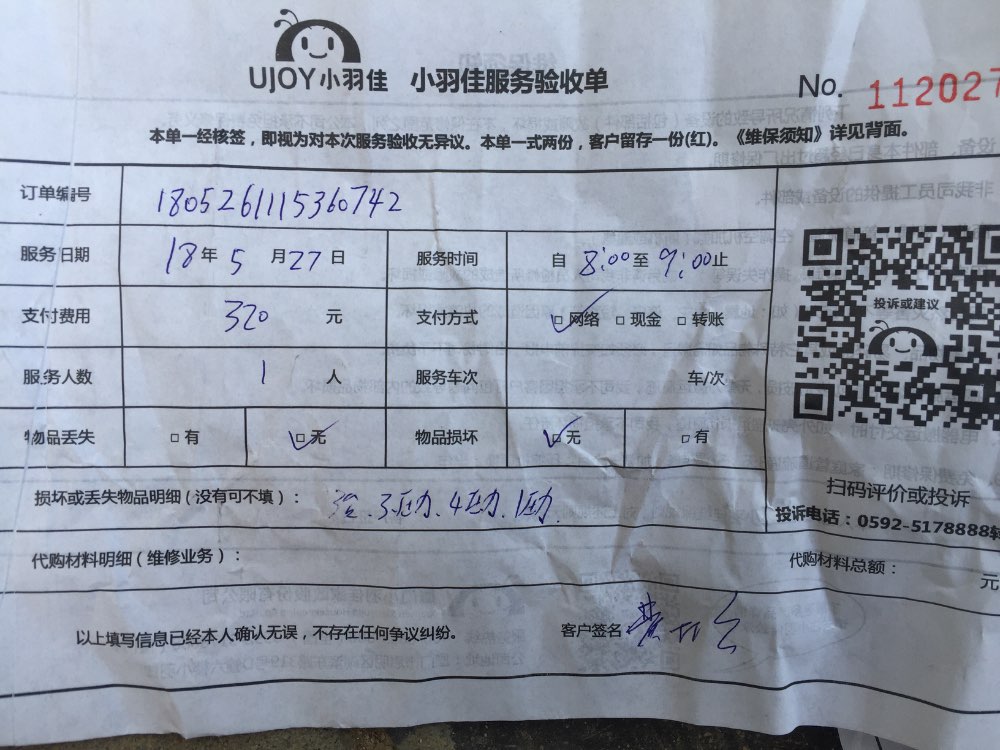 UJOY小羽佳 小羽佳服务验收单
No. 112027
本单一经核签，即视为对本次服务验收无异议。本单一式两份，客户留存一份(红)。《维保须知》详见背面。
订单编号 1805261115360742
服务日期 18年5月27日 服务时间 自8:00至9:00止
支付费用 320 元 支付方式 网络 现金 转账
投诉或建议
服务人数 1 人 服务车次 车/次
物品丢失 有 无 物品损坏 无 有
扫码评价或投诉
损坏或丢失物品明细（没有可不填）：
投诉电话：0592-5178888转
代购材料明细（维修业务）： 代购材料总额： 元
以上填写信息已经本人确认无误，不存在任何争议纠纷。 客户签名